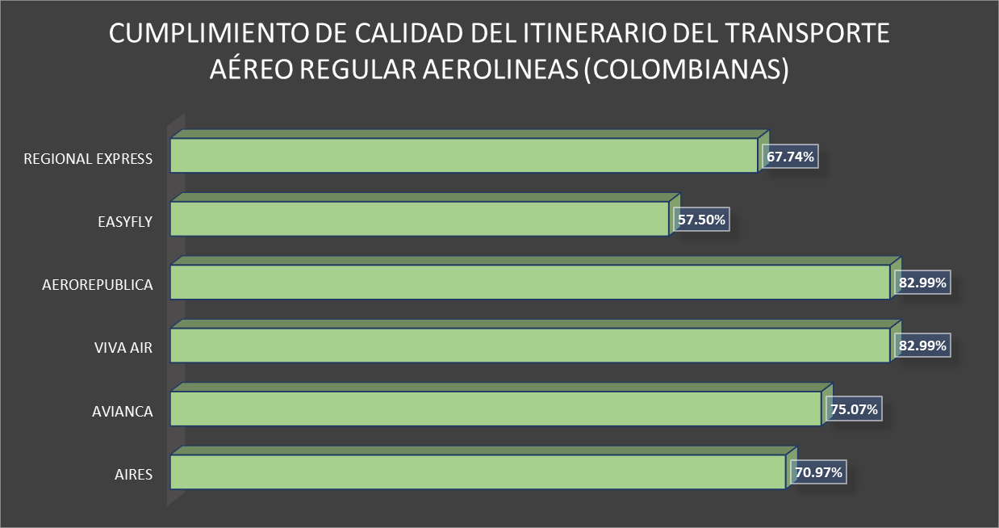 CUMPLIMIENTO DE CALIDAD DEL ITINERARIO DEL TRANSPORTE
AÉREO REGULAR AEROLINEAS (COLOMBIANAS)
REGIONAL EXPRESS 67.74%
EASYFLY 57.50%
AEROREPUBLICA 82.99%
VIVA AIR 82.99%
AVIANCA 75.07%
AIRES 70.97%